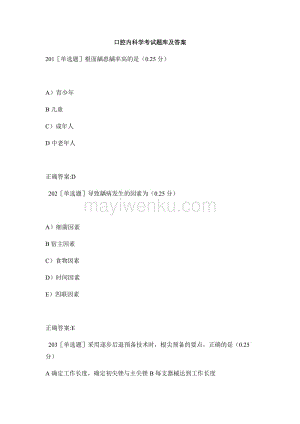 口腔内科学考试题库及答案
201［单选题］根面龋患龋率高的是（0.25 分）
A）青少年
B 儿童
C）成年人
D 中老年人
正确答案:D
202［单选题］导致龋病发生的因素为（0.25 分）
mayiwenku.com
A）细菌因素
B 宿主因素
C）食物因素
D）时间因素
E）四联因素
正确答案:E
203［单选题］采用逐步后退预备技术时，根尖预备的要点，正确的是（0.25
分）
A 确定工作长度，确定初尖锉与主尖锉 B 每支器械达到工作长度